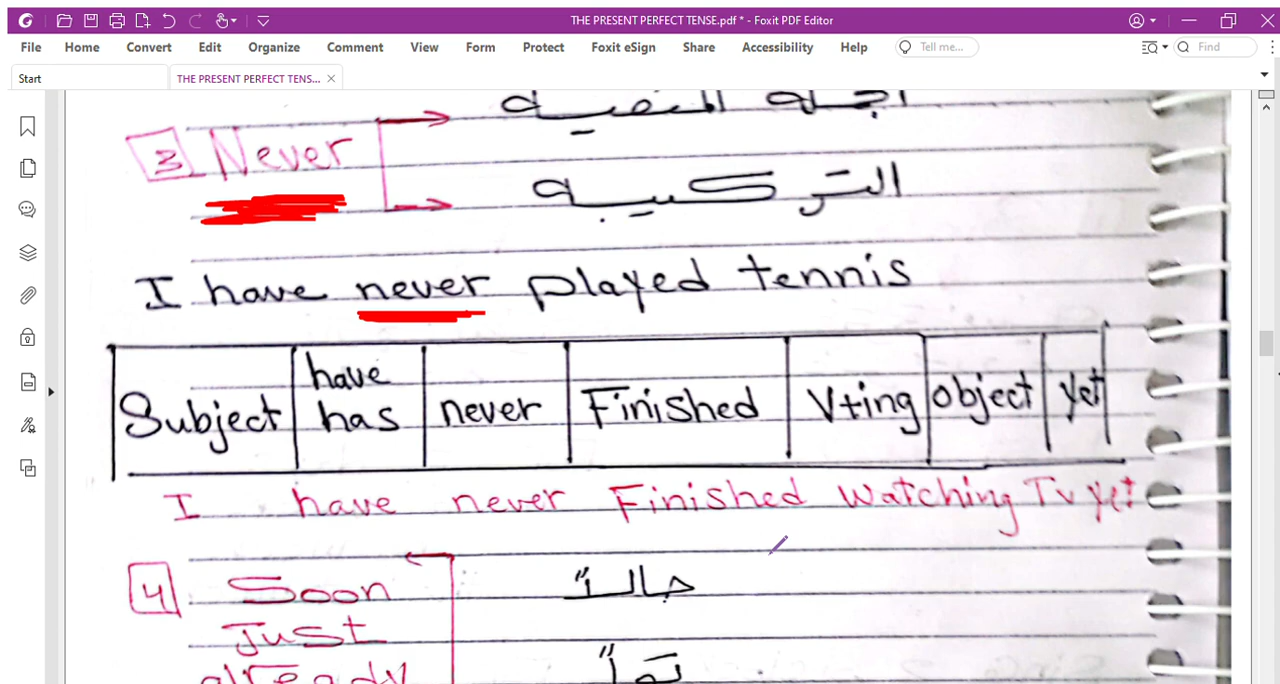 THE PRESENT PERFECT TENSE.pdf * - Foxit PDF Editor
File Home Convert Edit Organize Comment View Form Protect Foxit eSign Share Accessibility Help Tell me... Find
Start THE PRESENT PERFECT TENS...
3 Never
التركيبة
I have never played tennis
Subject have has never Finished V+ing object yet
I have never Finished watching Tv yet
4 Soon حالاً
Just
already